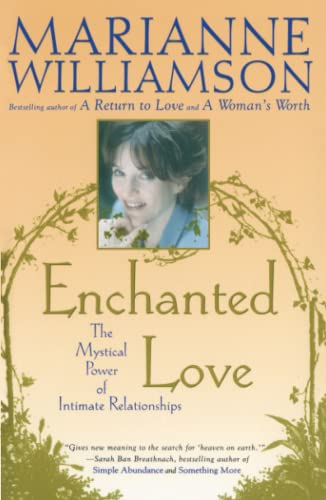 MARIANNE
WILLIAMSON
Bestselling author of A Return to Love and A Woman's Worth
Enchanted
The
Mystical
Power
of
Intimate Relationships
Love
"Gives new meaning to the search for 'heaven on earth.'"
—Sarah Ban Breathnach, bestselling author of
Simple Abundance and Something More